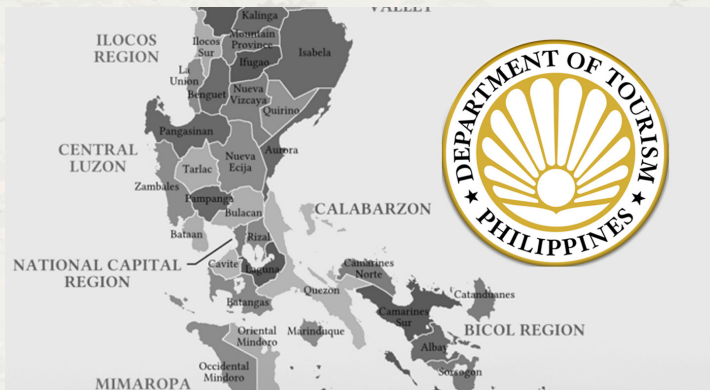 VALLEY
Kalinga
ILOCOS
REGION
Ilocos
Sur
Mountain
Province
Isabela
Ifugao
La
Union
Benguet
Nueva
Vizcaya
Quirino
Pangasinan
CENTRAL
LUZON
Aurora
Nueva
Ecija
Tarlac
Zambales
Pampanga
Bulacan
CALABARZON
Bataan
Rizal
NATIONAL CAPITAL
REGION
Cavite
Laguna
Camarines
Norte
Quezon
Batangas
Catanduanes
Camarines
Sur
Oriental
Mindoro
Marinduque
BICOL REGION
Albay
Occidental
Mindoro
Sorsogon
MIMAROPA
DEPARTMENT OF TOURISM
PHILIPPINES